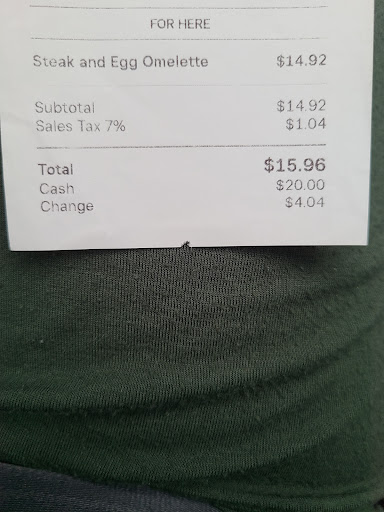 FOR HERE
Steak and Egg Omelette $14.92
Subtotal $14.92
Sales Tax 7% $1.04
Total $15.96
Cash $20.00
Change $4.04